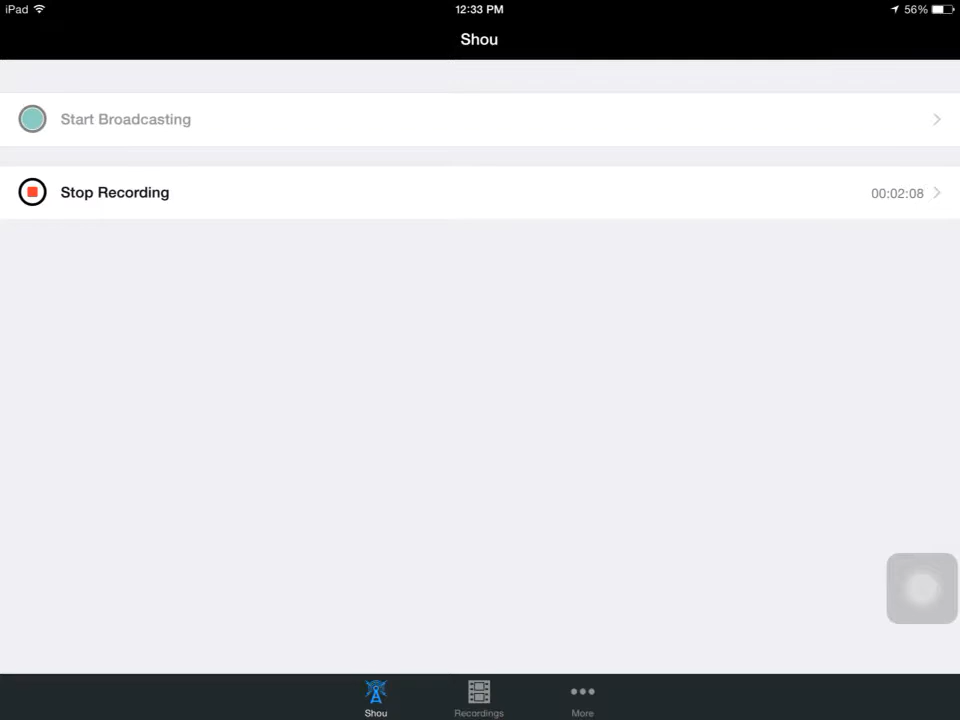 iPad 12:33 PM 56%
Shou
Start Broadcasting
Stop Recording 00:02:08
Shou Recordings More